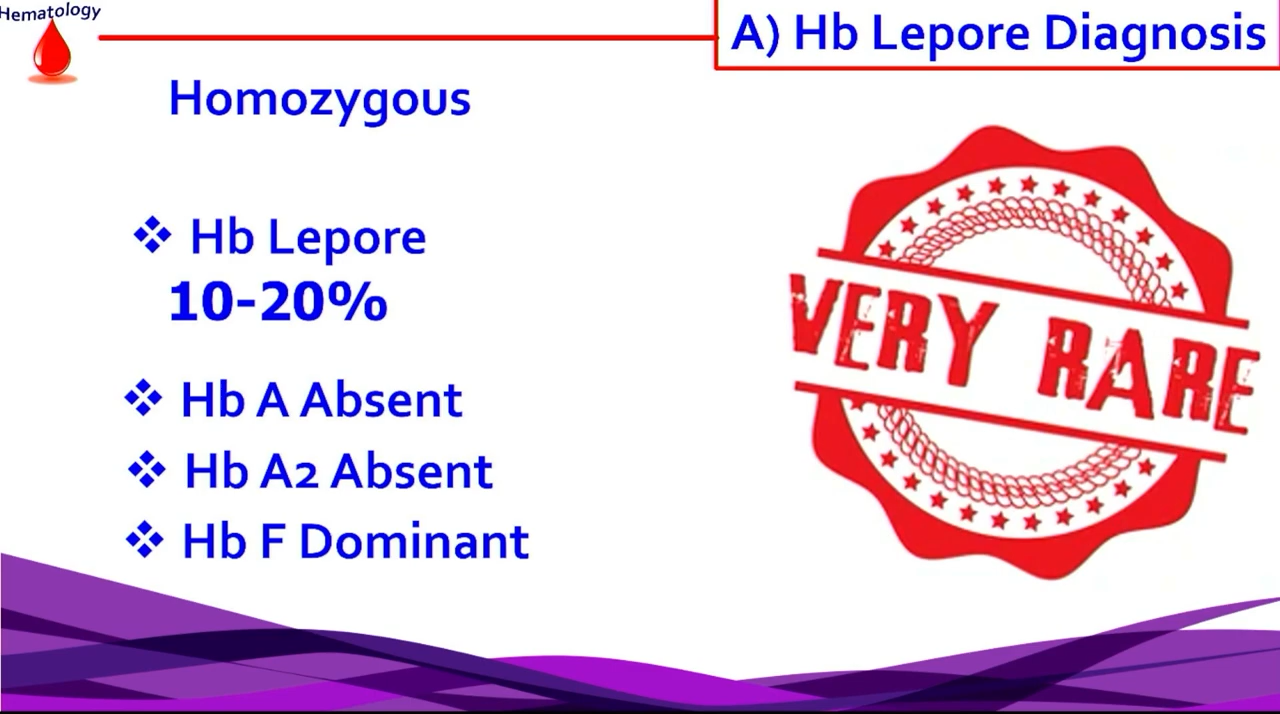 Hematology
A) Hb Lepore Diagnosis
Homozygous
❖ Hb Lepore
10-20%
❖ Hb A Absent
❖ Hb A2 Absent
❖ Hb F Dominant
VERY RARE